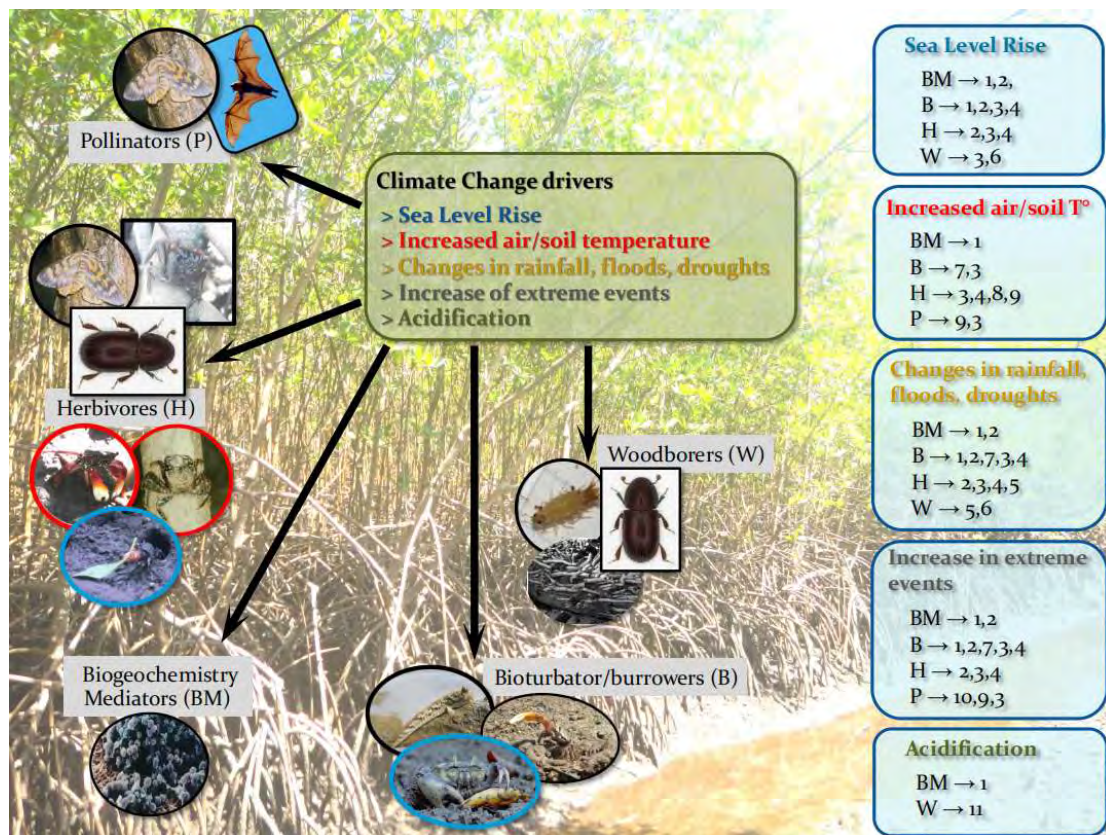 Pollinators (P)
Climate Change drivers
> Sea Level Rise
> Increased air/soil temperature
> Changes in rainfall, floods, droughts
> Increase of extreme events
> Acidification
Herbivores (H)
Woodborers (W)
Biogeochemistry
Mediators (BM)
Bioturbator/burrowers (B)
Sea Level Rise
BM → 1,2,
B → 1,2,3,4
H → 2,3,4
W → 3,6
Increased air/soil T°
BM → 1
B → 7,3
H → 3,4,8,9
P → 9,3
Changes in rainfall,
floods, droughts
BM → 1,2
B → 1,2,7,3,4
H → 2,3,4,5
W → 5,6
Increase in extreme
events
BM → 1,2
B → 1,2,7,3,4
H → 2,3,4
P → 10,9,3
Acidification
BM → 1
W → 11